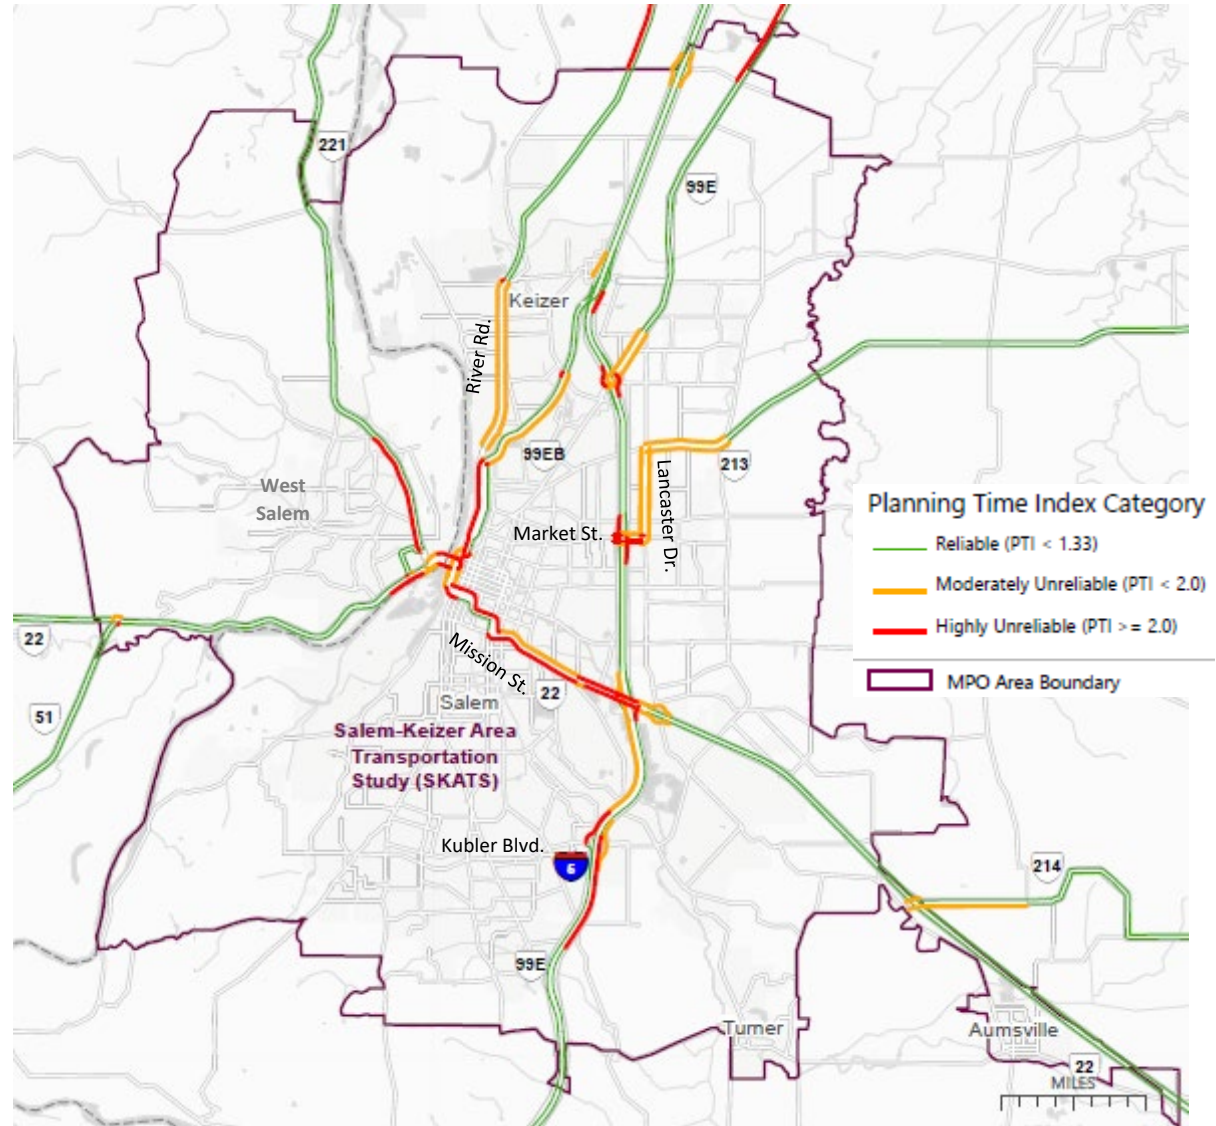 221
99E
Keizer
River Rd.
99EB
213
Lancaster Dr.
West
Salem
Market St.
Planning Time Index Category
Reliable (PTI < 1.33)
Moderately Unreliable (PTI < 2.0)
Highly Unreliable (PTI >= 2.0)
MPO Area Boundary
22
51
Mission St.
22
Salem
Salem-Keizer Area
Transportation
Study (SKATS)
Kubler Blvd.
5
214
99E
Turner
Aumsville
22
MILES